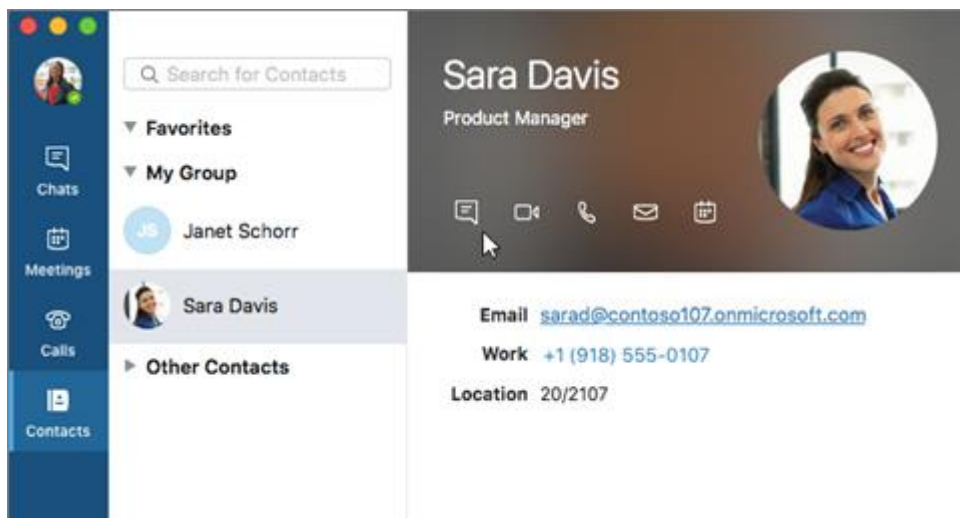 Search for Contacts
Favorites
My Group
JS
Janet Schorr
Sara Davis
Other Contacts
Chats
Meetings
Calls
Contacts
Sara Davis
Product Manager
Email sarad@contoso107.onmicrosoft.com
Work +1 (918) 555-0107
Location 20/2107